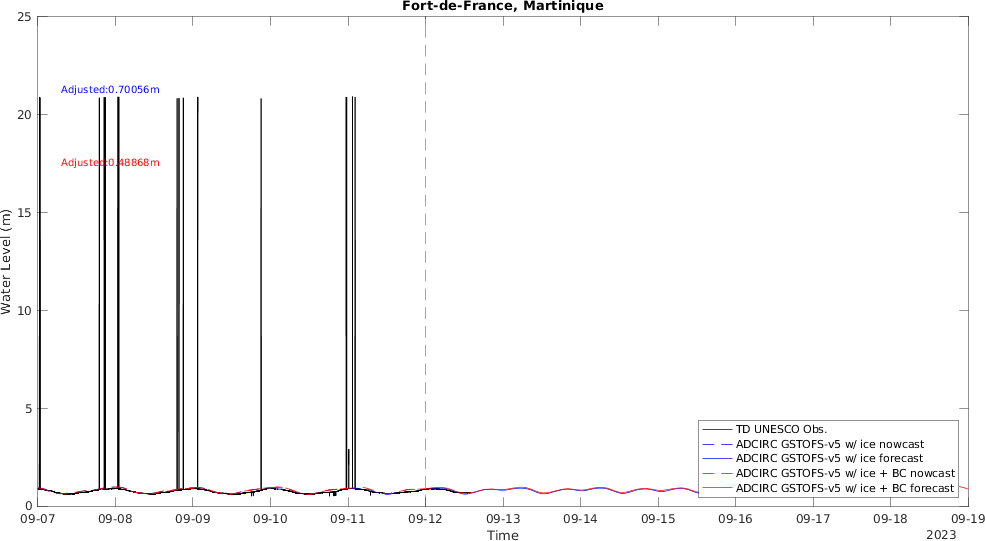 Fort-de-France, Martinique
25
20
15
10
5
0
Water Level (m)
Adjusted:0.70056m
Adjusted:0.48868m
TD UNESCO Obs.
ADCIRC GSTOFS-v5 w/ ice nowcast
ADCIRC GSTOFS-v5 w/ ice forecast
ADCIRC GSTOFS-v5 w/ ice + BC nowcast
ADCIRC GSTOFS-v5 w/ ice + BC forecast
09-07 09-08 09-09 09-10 09-11 09-12 09-13 09-14 09-15 09-16 09-17 09-18 09-19
Time
2023